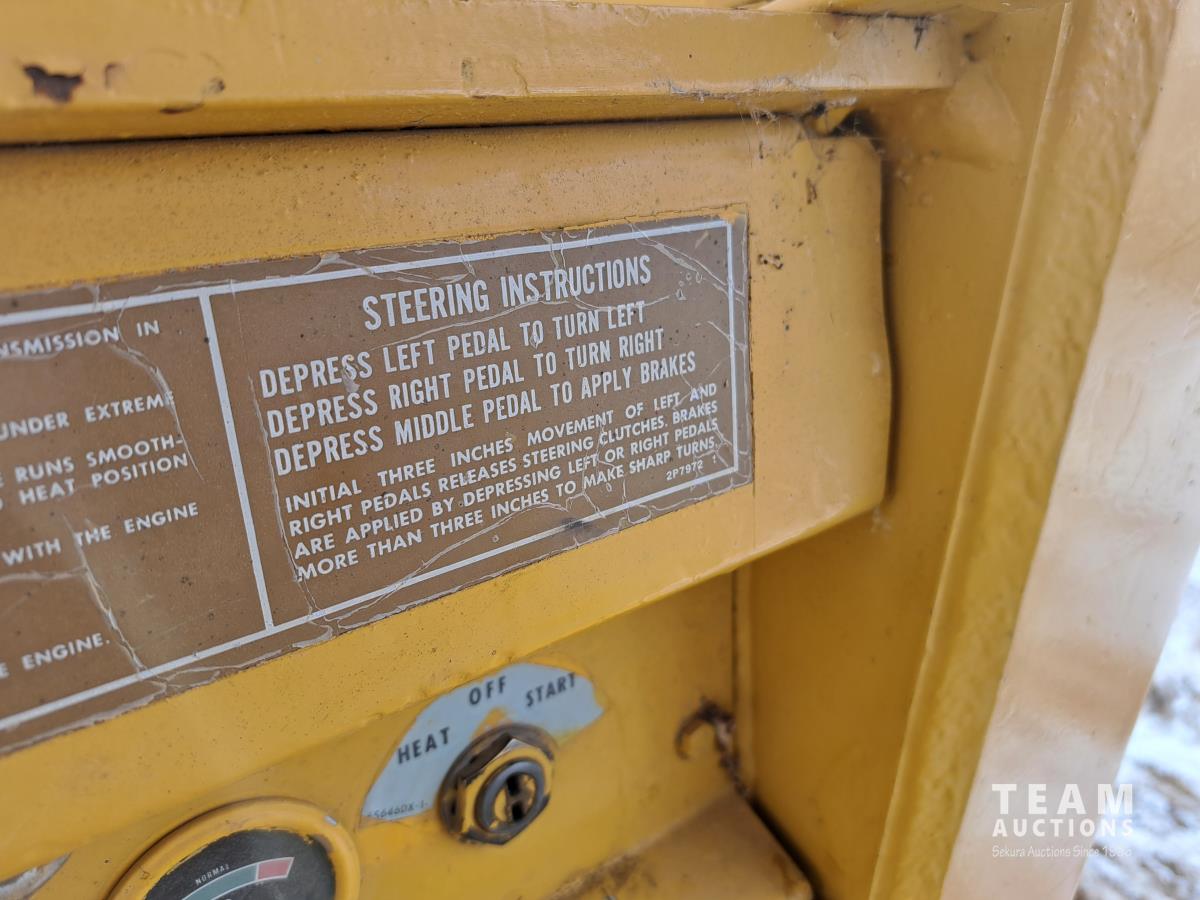 NSMISSION IN
UNDER EXTREME
E RUNS SMOOTH-
O HEAT POSITION
WITH THE ENGINE
E ENGINE.
STEERING INSTRUCTIONS
DEPRESS LEFT PEDAL TO TURN LEFT
DEPRESS RIGHT PEDAL TO TURN RIGHT
DEPRESS MIDDLE PEDAL TO APPLY BRAKES
INITIAL THREE INCHES MOVEMENT OF LEFT AND
RIGHT PEDALS RELEASES STEERING CLUTCHES. BRAKES
ARE APPLIED BY DEPRESSING LEFT OR RIGHT PEDALS
MORE THAN THREE INCHES TO MAKE SHARP TURNS.
2P7972
HEAT OFF START
NORMAL
TEAM
AUCTIONS
Sekura Auctions Since 1966